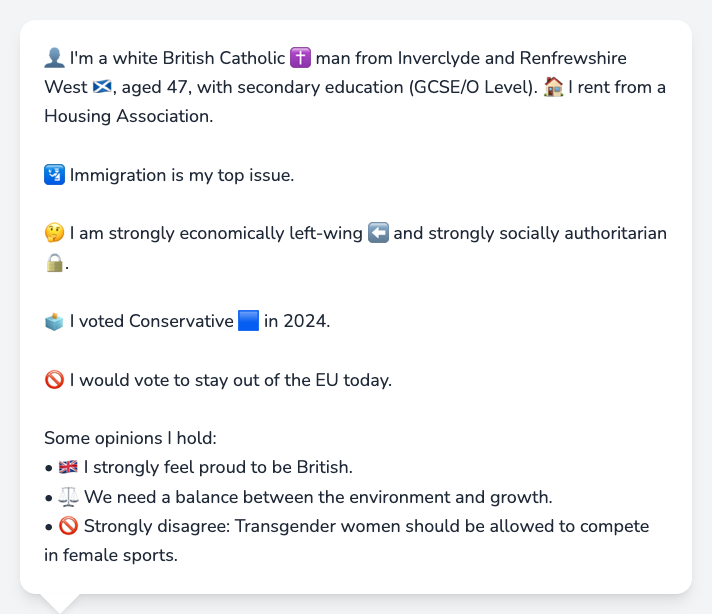 👤 I'm a white British Catholic ✝️ man from Inverclyde and Renfrewshire
West 🏴󠁧󠁢󠁳󠁣󠁴󠁿, aged 47, with secondary education (GCSE/O Level). 🏠 I rent from a
Housing Association.
🛂 Immigration is my top issue.
🤔 I am strongly economically left-wing ⬅️ and strongly socially authoritarian
🔒.
🗳️ I voted Conservative 🟦 in 2024.
🚫 I would vote to stay out of the EU today.
Some opinions I hold:
• 🇬🇧 I strongly feel proud to be British.
• ⚖️ We need a balance between the environment and growth.
• 🚫 Strongly disagree: Transgender women should be allowed to compete
in female sports.